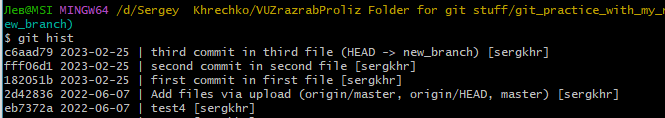 Лев@MSI MINGW64 /d/Sergey  Khrechko/VUZrazrabProliz Folder for git stuff/git_practice_with_my_
ew_branch)
$ git hist
c6aad79 2023-02-25 | third commit in third file (HEAD -> new_branch) [sergkhr]
fff06d1 2023-02-25 | second commit in second file [sergkhr]
182051b 2023-02-25 | first commit in first file [sergkhr]
2d42836 2022-06-07 | Add files via upload (origin/master, origin/HEAD, master) [sergkhr]
eb7372a 2022-06-07 | test4 [sergkhr]